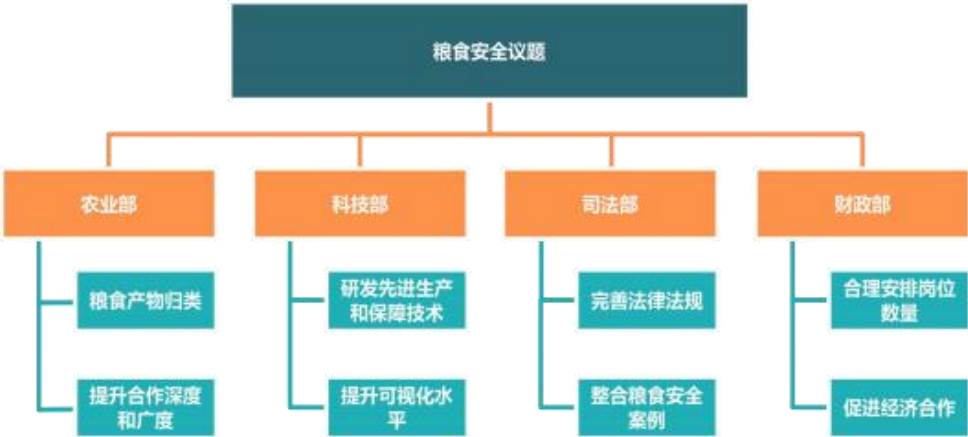 粮食安全议题
农业部
科技部
司法部
财政部
粮食产物归类
研发先进生产
和保障技术
完善法律法规
合理安排岗位
数量
提升合作深度
和广度
提升可视化水
平
整合粮食安全
案例
促进经济合作